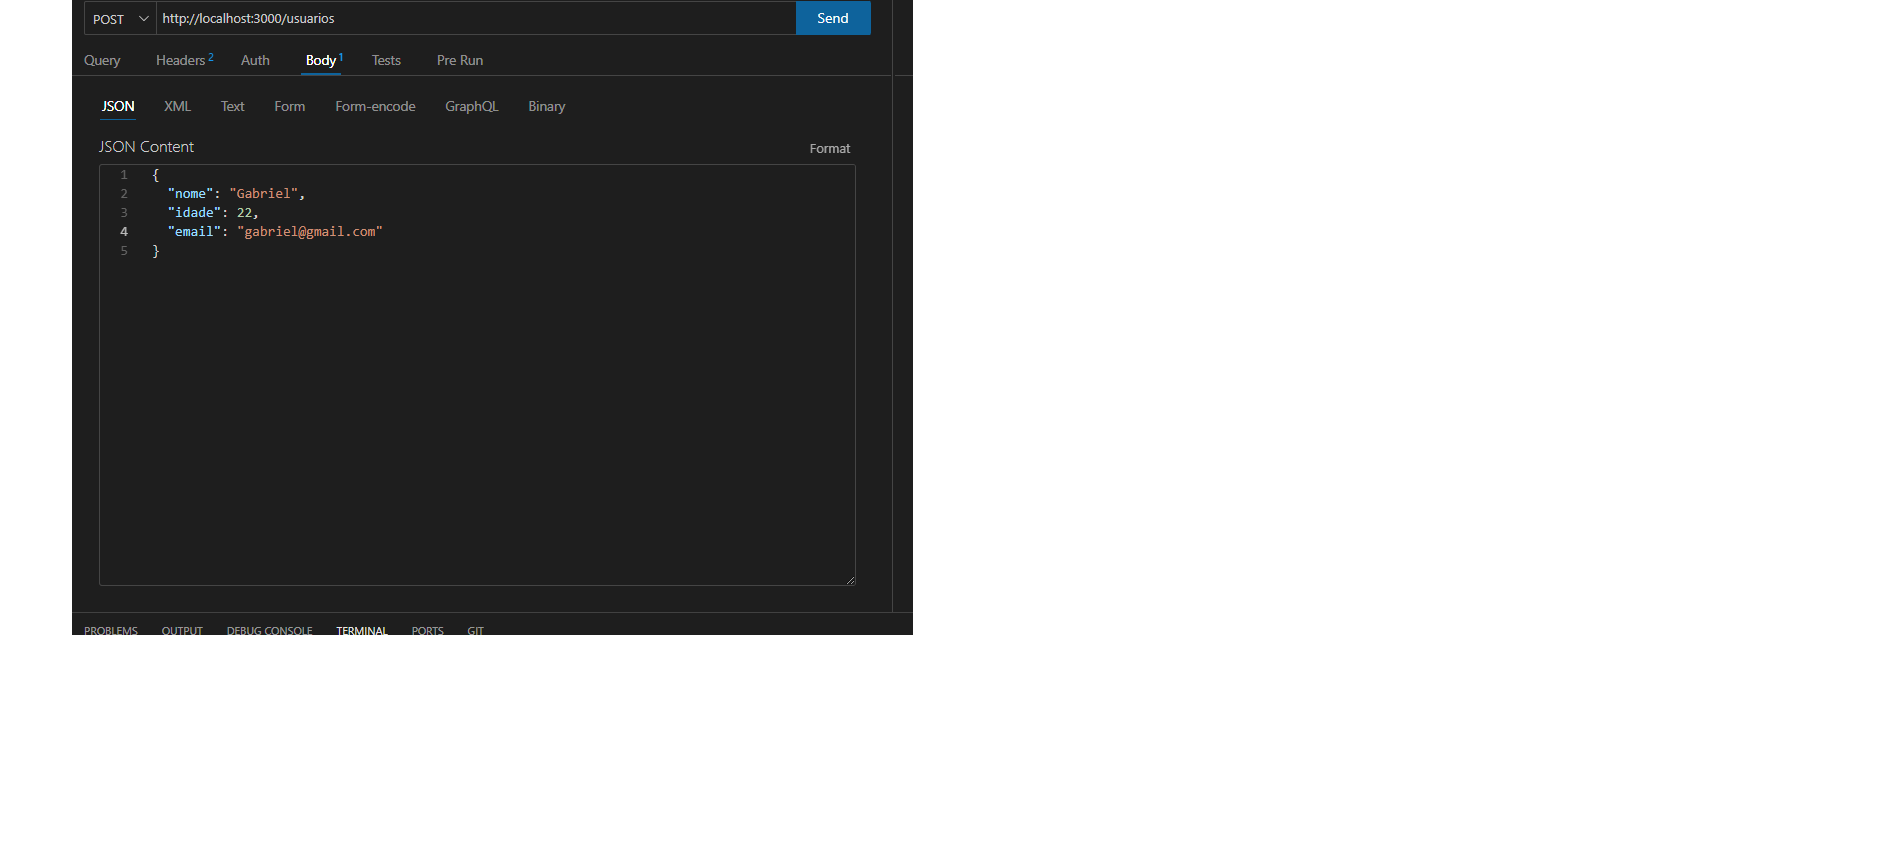 POST http://localhost:3000/usuarios Send
Query Headers 2 Auth Body 1 Tests Pre Run
JSON XML Text Form Form-encode GraphQL Binary
JSON Content Format
1 {
2 "nome": "Gabriel",
3 "idade": 22,
4 "email": "gabriel@gmail.com"
5 }
PROBLEMS OUTPUT DEBUG CONSOLE TERMINAL PORTS GIT